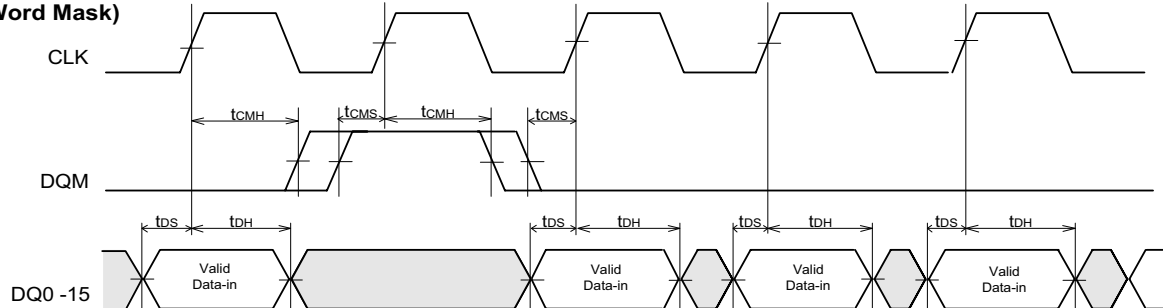 Word Mask)
CLK
tCMH tCMS tCMH tCMS
DQM
tDS tDH tDS tDH tDS tDH tDS tDH
Valid Data-in Valid Data-in Valid Data-in Valid Data-in
DQ0 -15